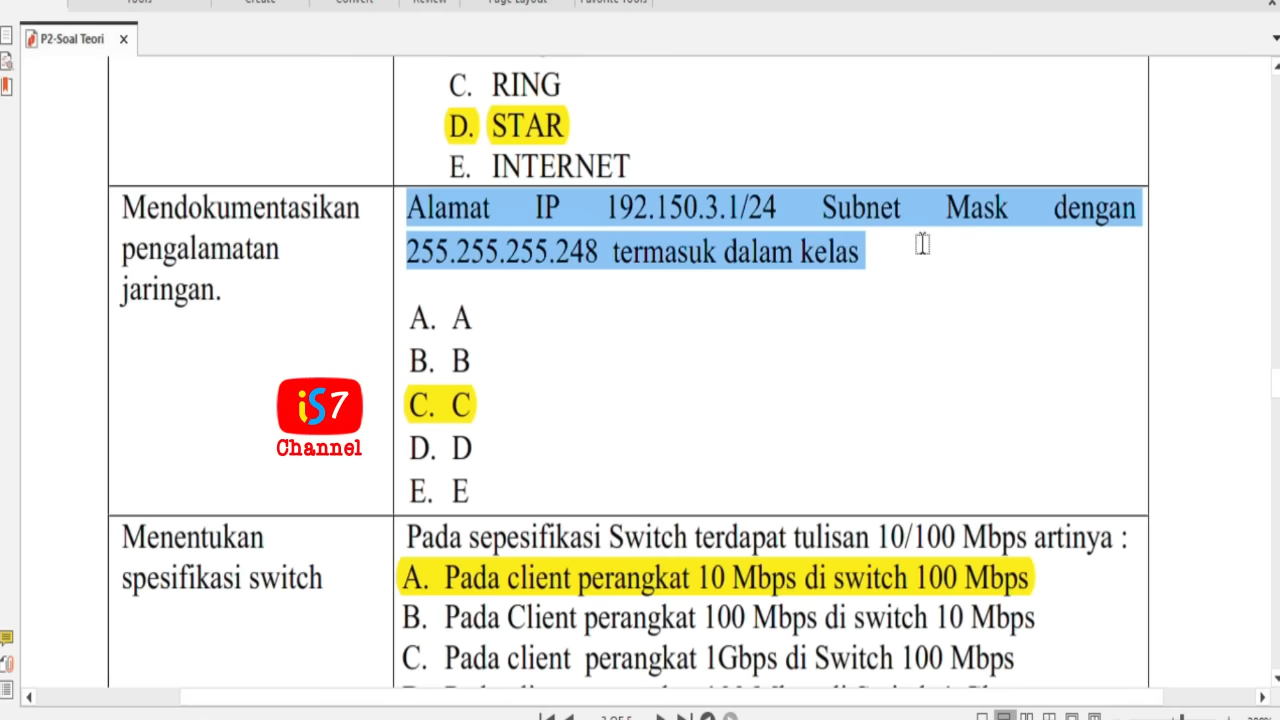 P2-Soal Teori
C. RING
D. STAR
E. INTERNET
Mendokumentasikan
pengalamatan
jaringan.
Alamat IP 192.150.3.1/24 Subnet Mask dengan
255.255.255.248 termasuk dalam kelas
A. A
B. B
C. C
D. D
E. E
iS7
Channel
Menentukan
spesifikasi switch
Pada sepesifikasi Switch terdapat tulisan 10/100 Mbps artinya :
A. Pada client perangkat 10 Mbps di switch 100 Mbps
B. Pada Client perangkat 100 Mbps di switch 10 Mbps
C. Pada client perangkat 1Gbps di Switch 100 Mbps